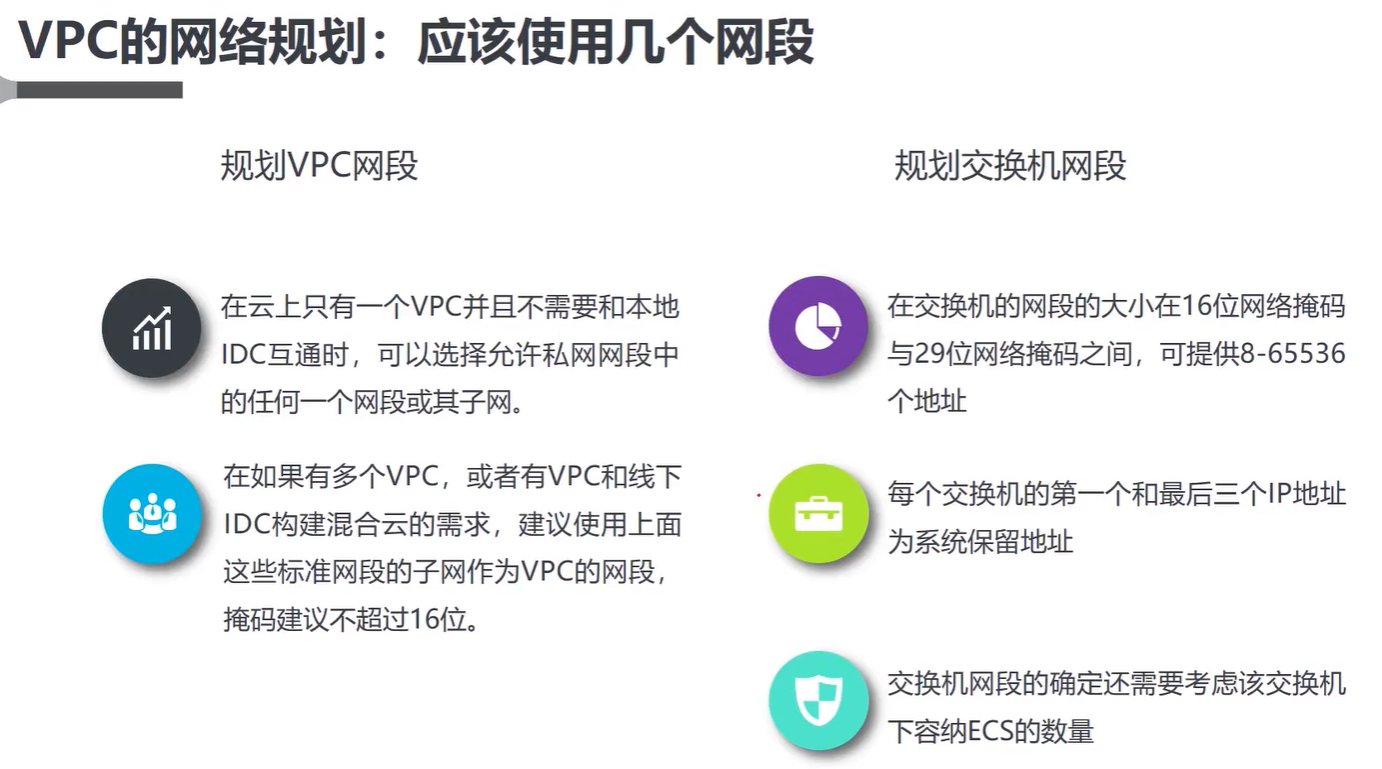 VPC的网络规划：应该使用几个网段
规划VPC网段
在云上只有一个VPC并且不需要和本地
IDC互通时，可以选择允许私网网段中
的任何一个网段或其子网。
在如果有多个VPC，或者有VPC和线下
IDC构建混合云的需求，建议使用上面
这些标准网段的子网作为VPC的网段，
掩码建议不超过16位。
规划交换机网段
在交换机的网段的大小在16位网络掩码
与29位网络掩码之间，可提供8-65536
个地址
每个交换机的第一个和最后三个IP地址
为系统保留地址
交换机网段的确定还需要考虑该交换机
下容纳ECS的数量